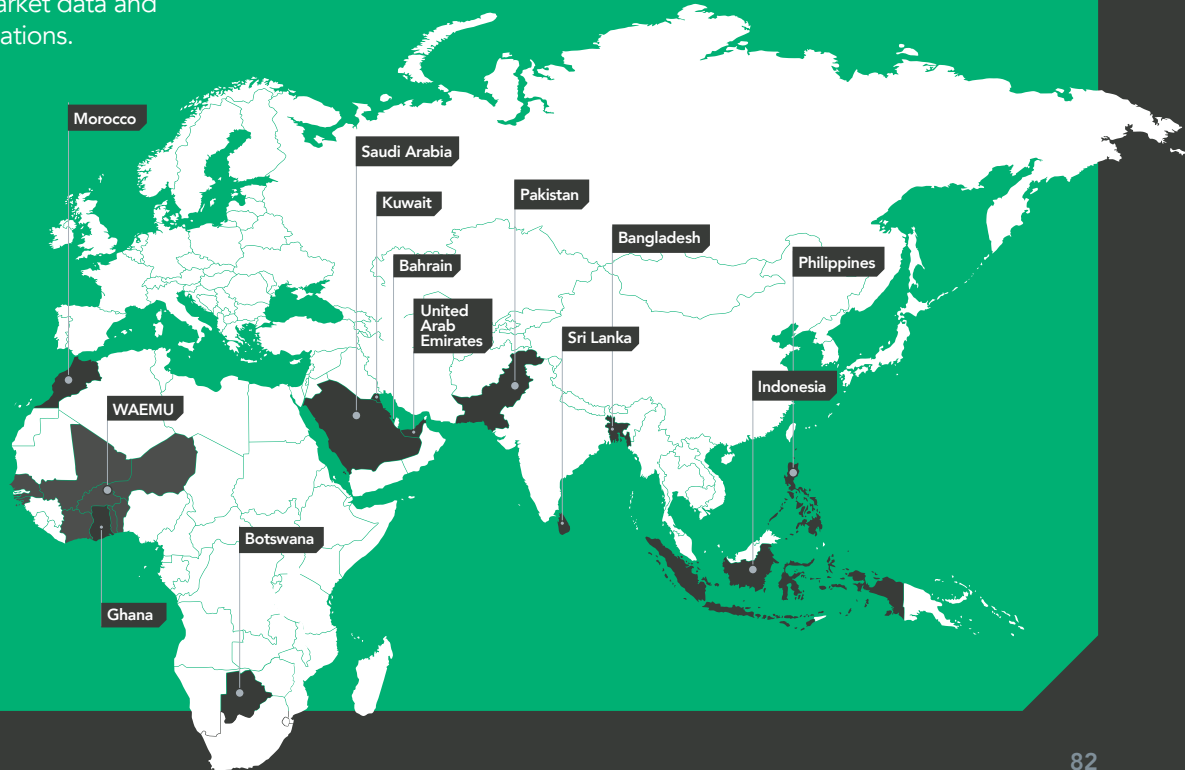 arket data and
ations.
Morocco
Saudi Arabia
Kuwait
Pakistan
Bangladesh
Bahrain
Philippines
United
Arab
Emirates
Sri Lanka
Indonesia
WAEMU
Botswana
Ghana
82